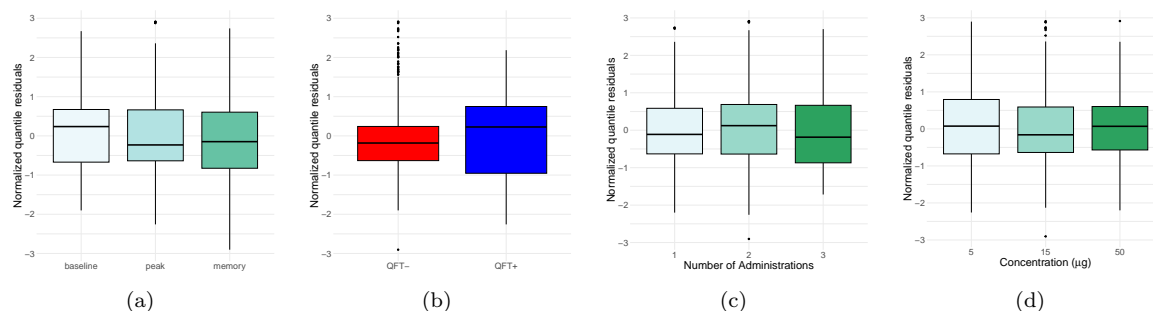 Normalized quantile residuals
3
2
1
0
−1
−2
−3
baseline peak memory
(a)
Normalized quantile residuals
3
2
1
0
−1
−2
−3
QFT− QFT+
(b)
Normalized quantile residuals
3
2
1
0
−1
−2
−3
1 2 3
Number of Administrations
(c)
Normalized quantile residuals
3
2
1
0
−1
−2
−3
5 15 50
Concentration (μg)
(d)